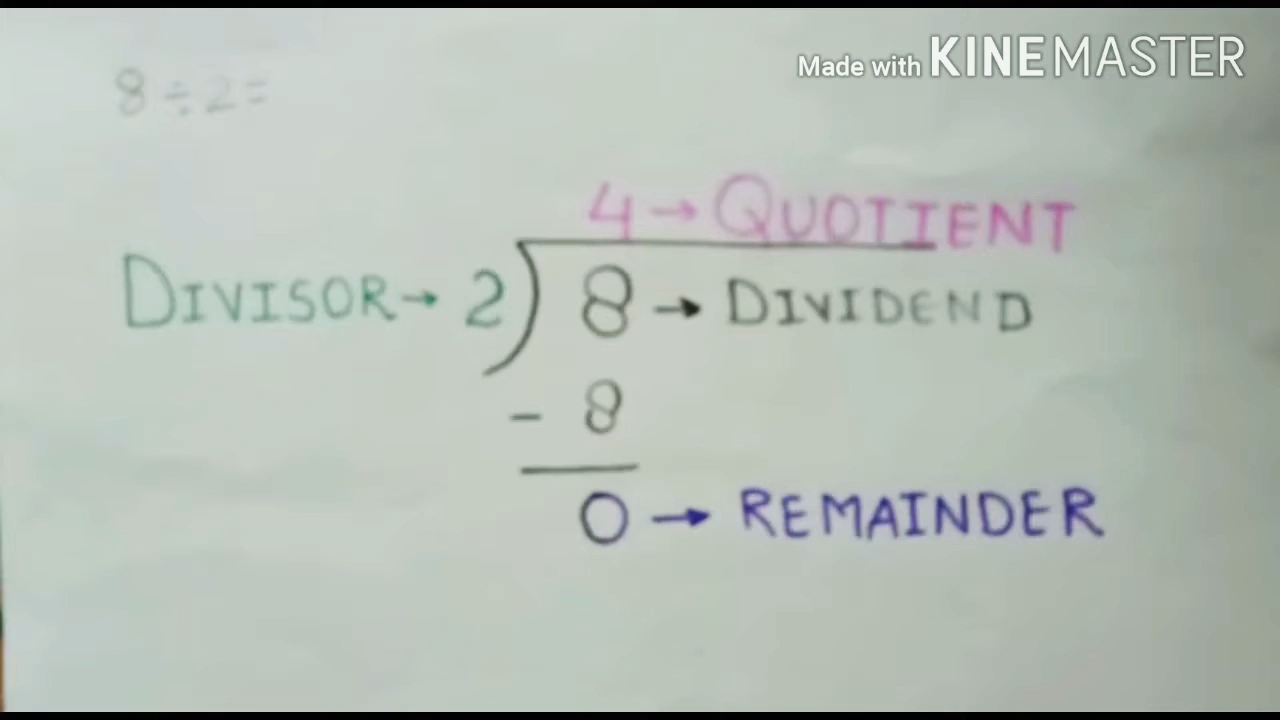 Made with KINEMASTER
8 ÷ 2 =
4 → QUOTIENT
DIVISOR → 2 ) 8 → DIVIDEND
- 8
0 → REMAINDER